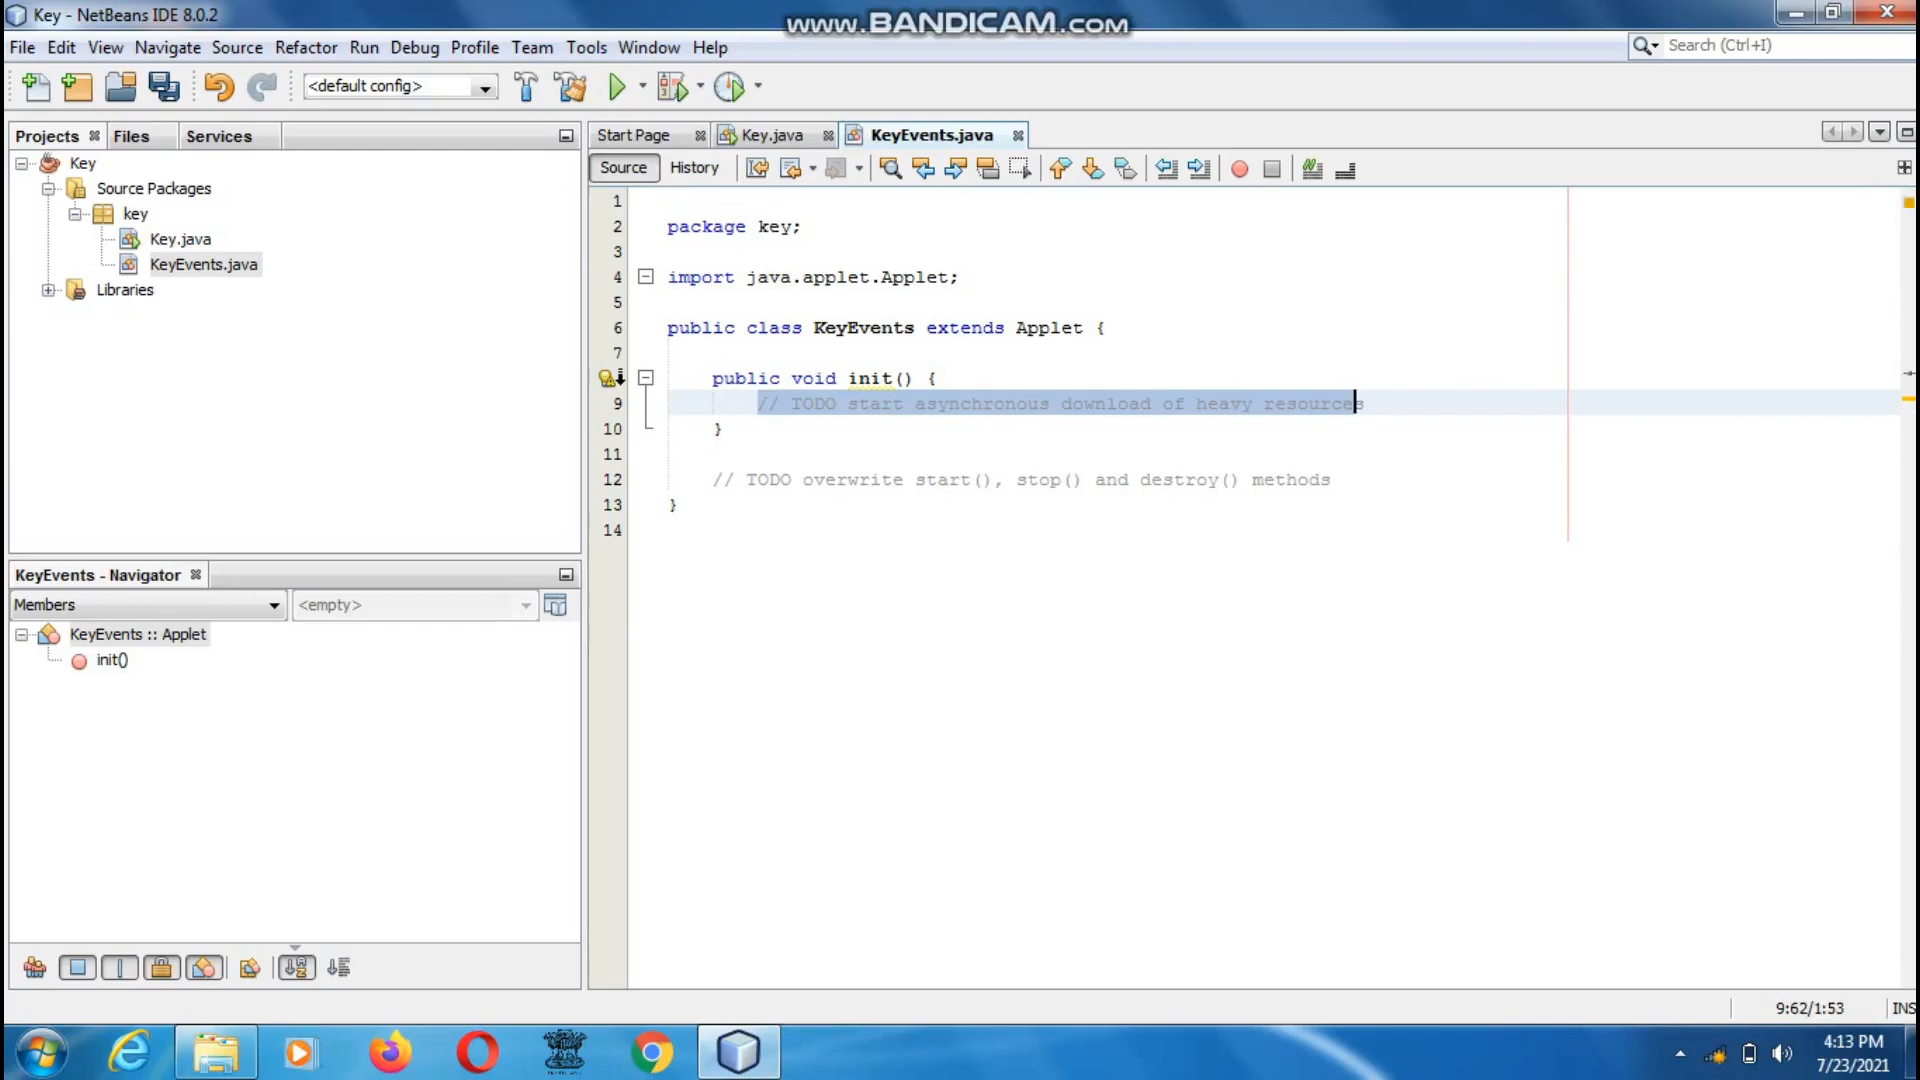 Key - NetBeans IDE 8.0.2
www.BANDICAM.com
File Edit View Navigate Source Refactor Run Debug Profile Team Tools Window Help
Search (Ctrl+I)
<default config>
Projects Files Services
Key
Source Packages
key
Key.java
KeyEvents.java
Libraries
Start Page Key.java KeyEvents.java
Source History
1
2 package key;
3
4 import java.applet.Applet;
5
6 public class KeyEvents extends Applet {
7
public void init() {
9 // TODO start asynchronous download of heavy resources
10 }
11
12 // TODO overwrite start(), stop() and destroy() methods
13 }
14
KeyEvents - Navigator
Members <empty>
KeyEvents :: Applet
init()
9:62/1:53 INS
4:13 PM
7/23/2021